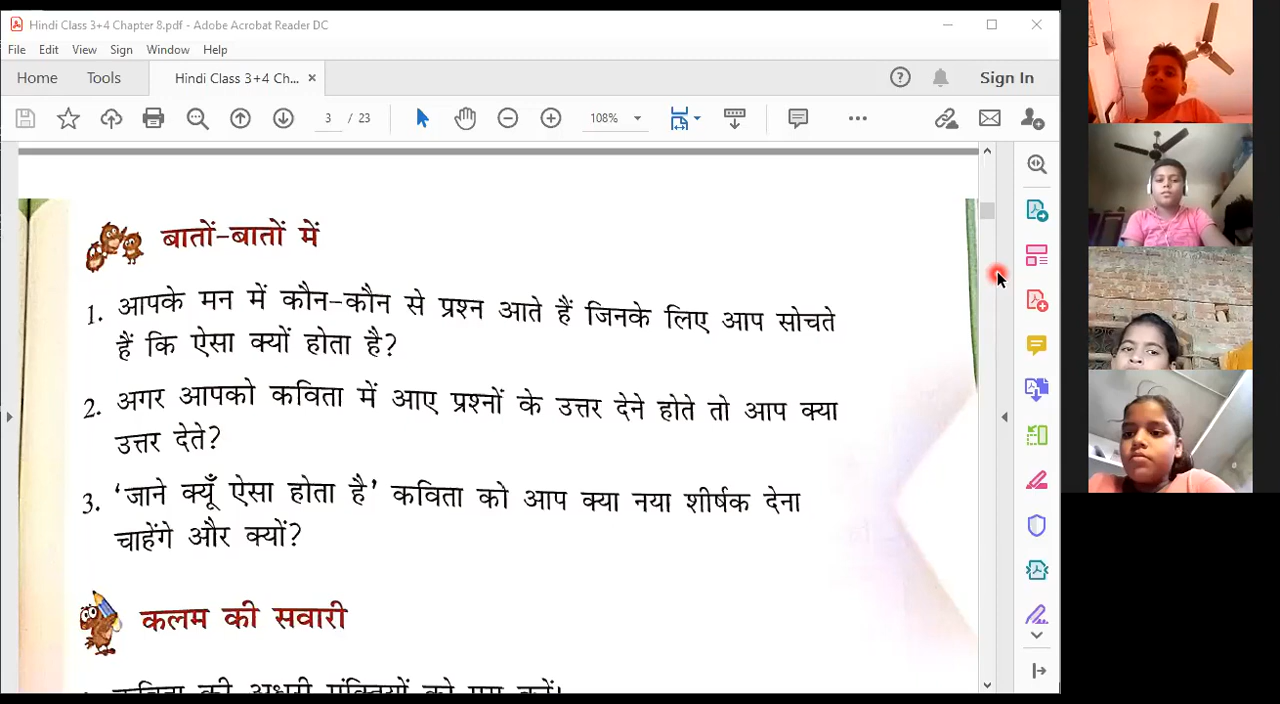 Hindi Class 3+4 Chapter 8.pdf - Adobe Acrobat Reader DC
File Edit View Sign Window Help
Home Tools Hindi Class 3+4 Ch... × Sign In
3 / 23 108%
बातों-बातों में
1. आपके मन में कौन-कौन से प्रश्न आते हैं जिनके लिए आप सोचते
हैं कि ऐसा क्यों होता है?
2. अगर आपको कविता में आए प्रश्नों के उत्तर देने होते तो आप क्या
उत्तर देते?
3. 'जाने क्यूँ ऐसा होता है' कविता को आप क्या नया शीर्षक देना
चाहेंगे और क्यों?
कलम की सवारी
कविता की अधूरी पंक्तियों को पूरा करें।